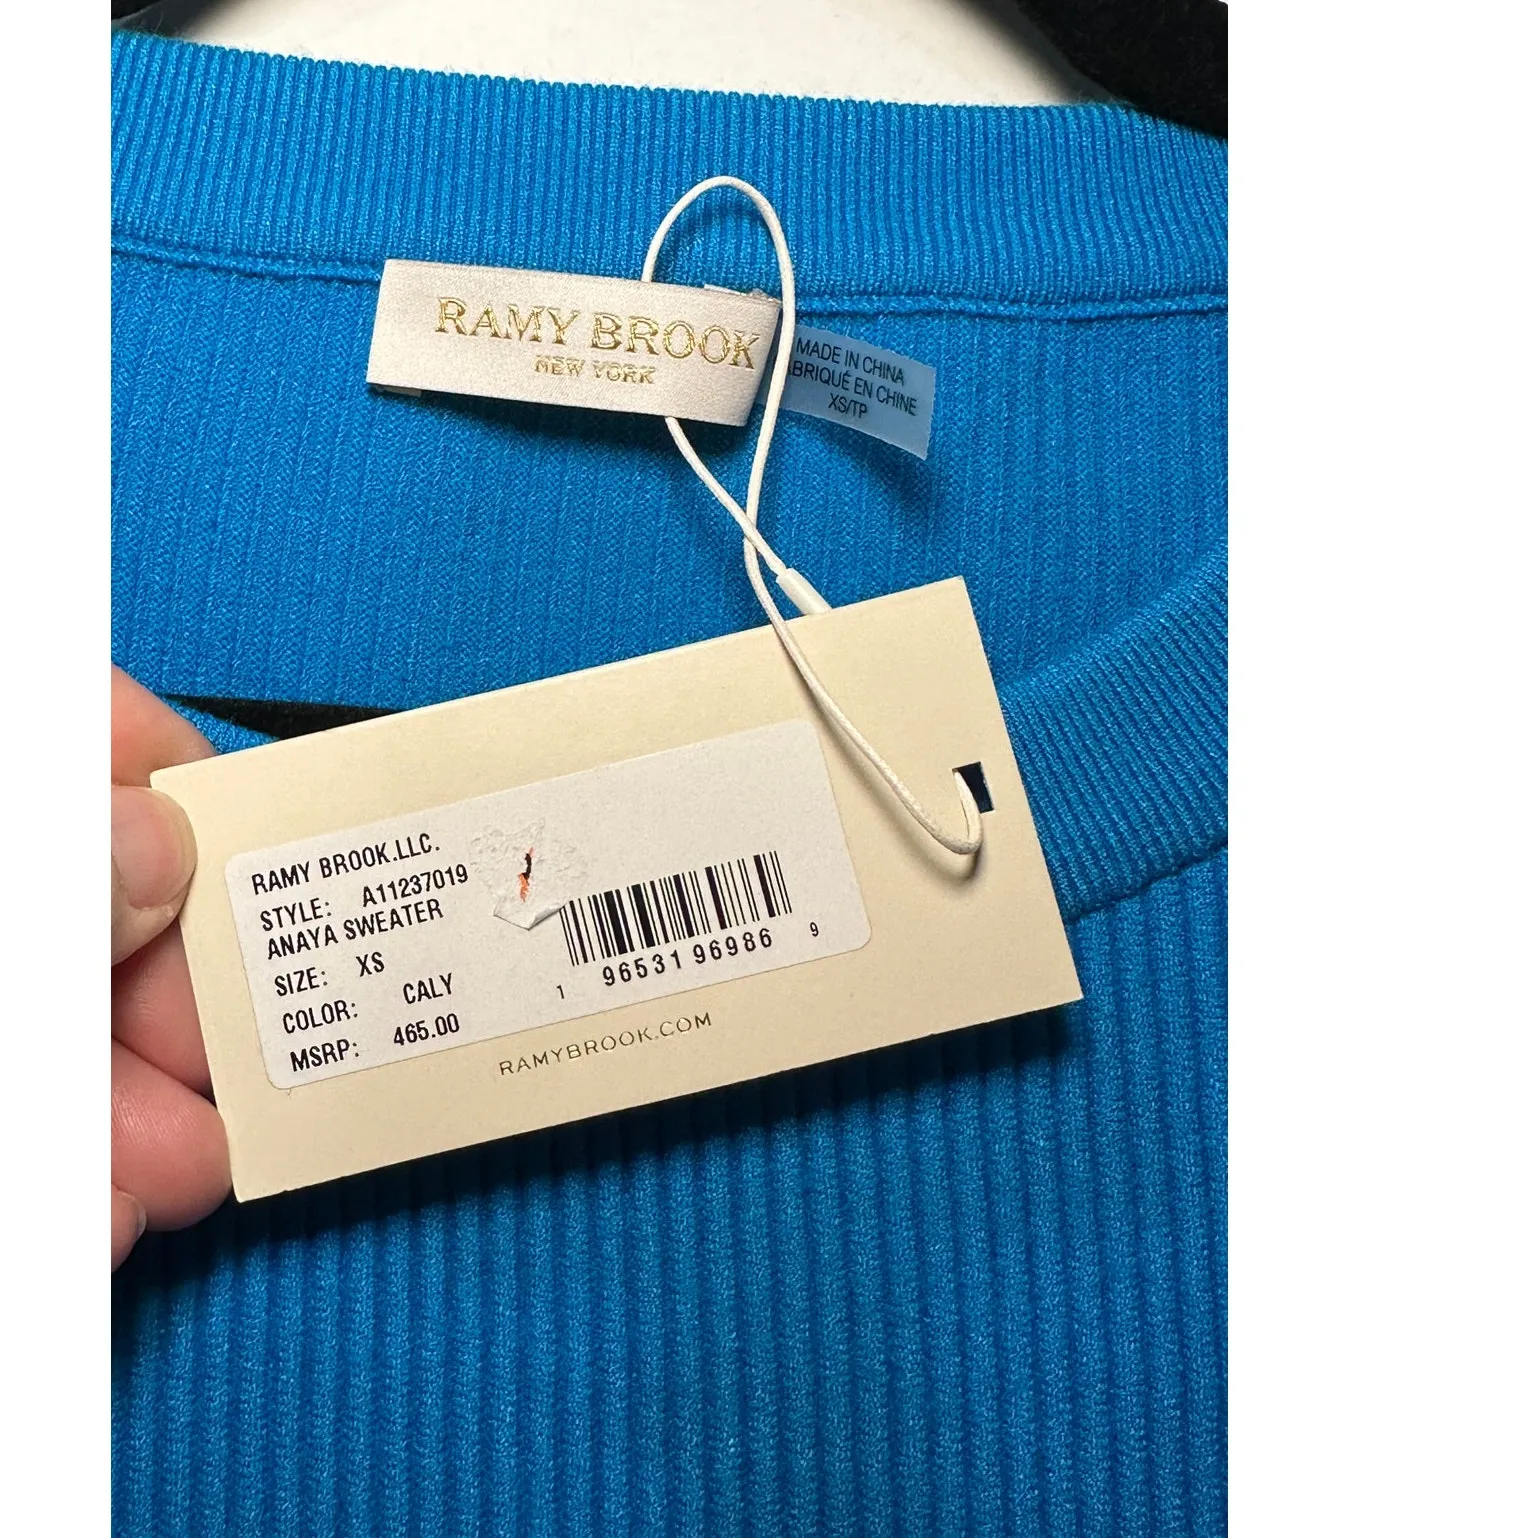 RAMY BROOK
NEW YORK
MADE IN CHINA
ABRIQUÉ EN CHINE
XS/TP
RAMY BROOK.LLC.
STYLE: A11237019
ANAYA SWEATER
SIZE: XS
COLOR: CALY
MSRP: 465.00
1 96531 96986 9
RAMYBROOK.COM